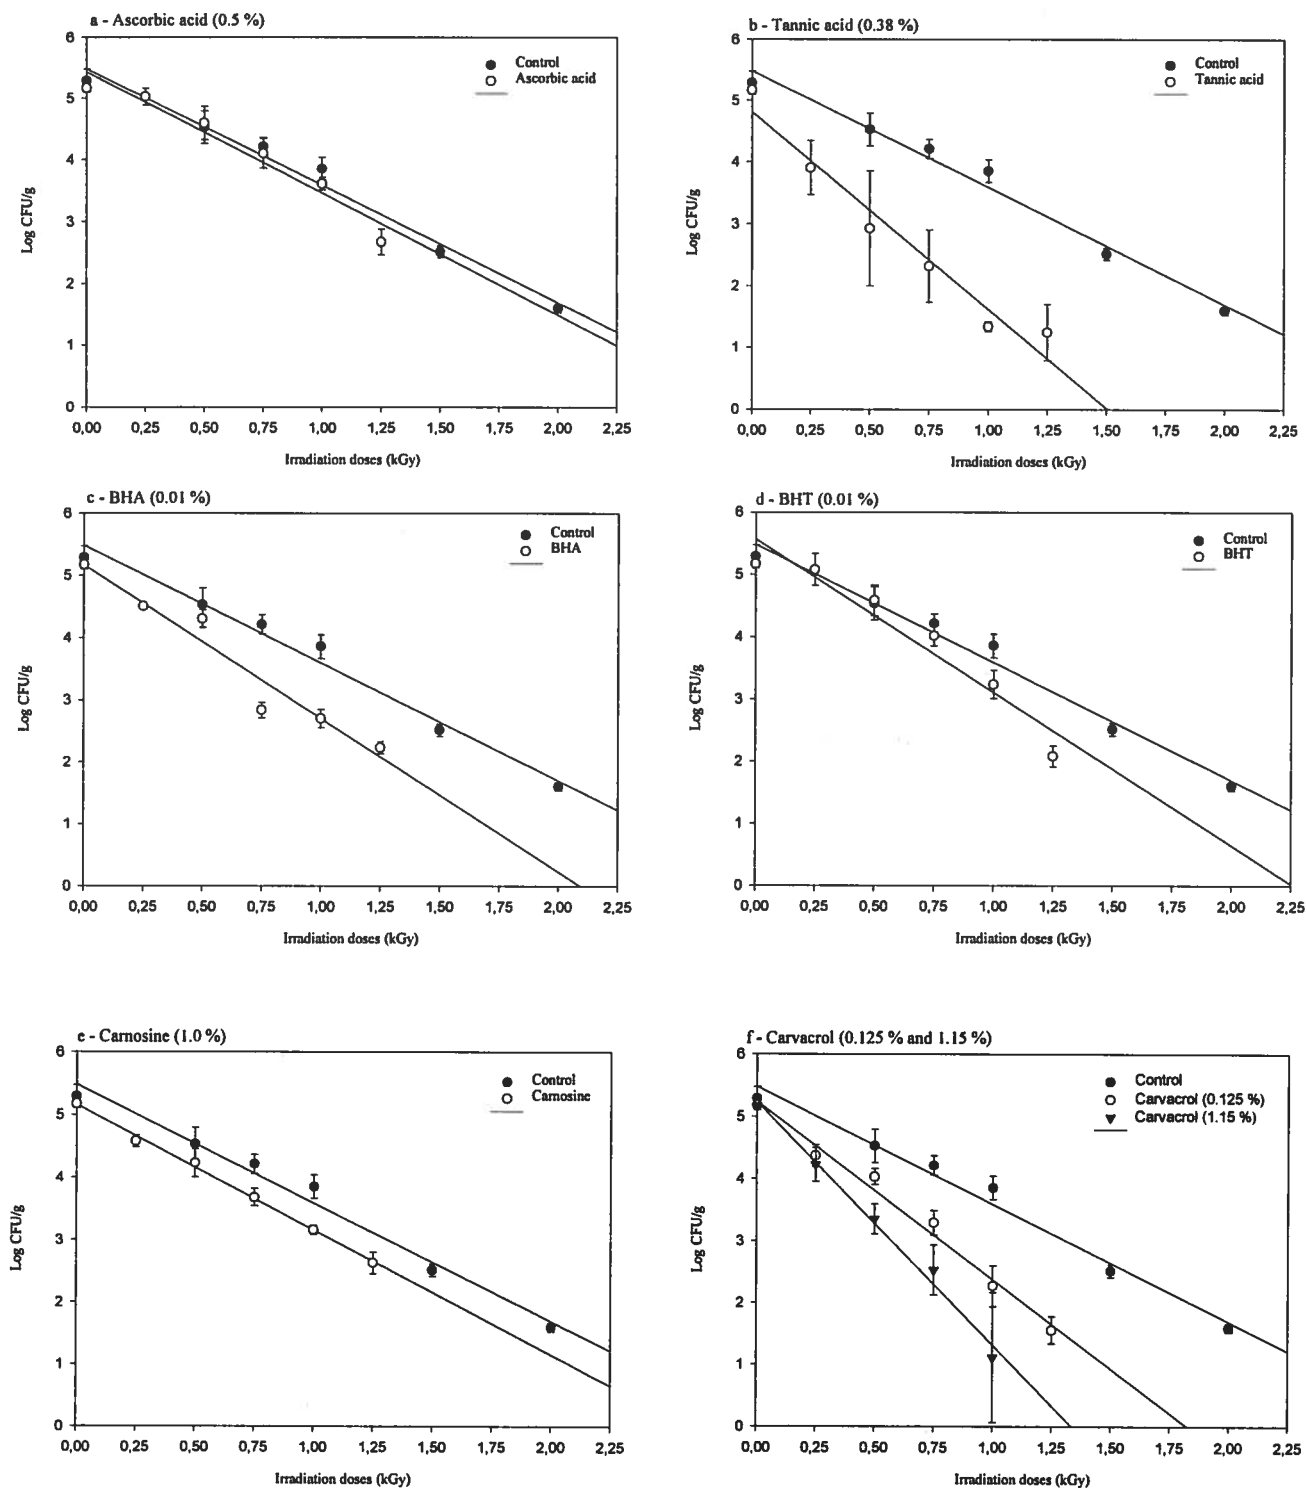 a - Ascorbic acid (0.5 %)
6
5
4
3
2
1
0
Log CFU/g
Control
Ascorbic acid
0,00 0,25 0,50 0,75 1,00 1,25 1,50 1,75 2,00 2,25
Irradiation doses (kGy)
b - Tannic acid (0.38 %)
6
5
4
3
2
1
0
Log CFU/g
Control
Tannic acid
0,00 0,25 0,50 0,75 1,00 1,25 1,50 1,75 2,00 2,25
Irradiation doses (kGy)
c - BHA (0.01 %)
6
5
4
3
2
1
0
Log CFU/g
Control
BHA
0,00 0,25 0,50 0,75 1,00 1,25 1,50 1,75 2,00 2,25
Irradiation doses (kGy)
d - BHT (0.01 %)
6
5
4
3
2
1
0
Log CFU/g
Control
BHT
0,00 0,25 0,50 0,75 1,00 1,25 1,50 1,75 2,00 2,25
Irradiation doses (kGy)
e - Carnosine (1.0 %)
6
5
4
3
2
1
0
Log CFU/g
Control
Carnosine
0,00 0,25 0,50 0,75 1,00 1,25 1,50 1,75 2,00 2,25
Irradiation doses (kGy)
f - Carvacrol (0.125 % and 1.15 %)
6
5
4
3
2
1
0
Log CFU/g
Control
Carvacrol (0.125 %)
Carvacrol (1.15 %)
0,00 0,25 0,50 0,75 1,00 1,25 1,50 1,75 2,00 2,25
Irradiation doses (kGy)